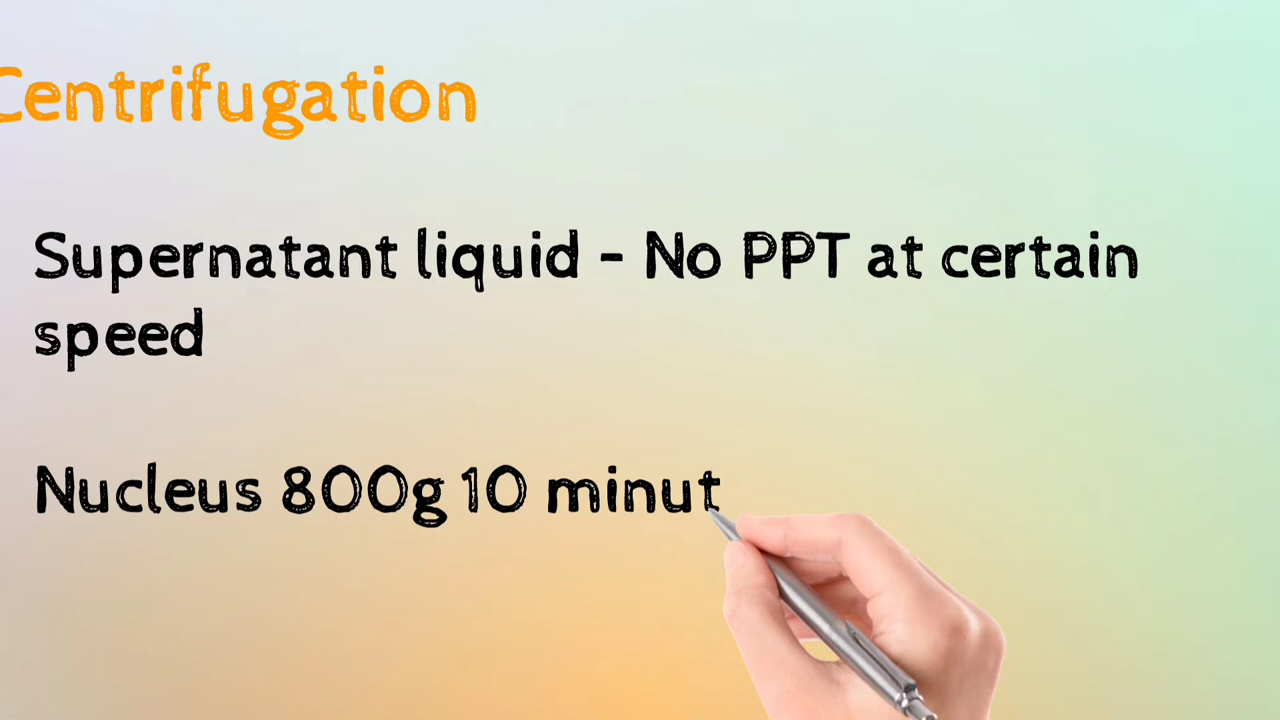 Centrifugation
Supernatant liquid - No PPT at certain
speed
Nucleus 800g 10 minut